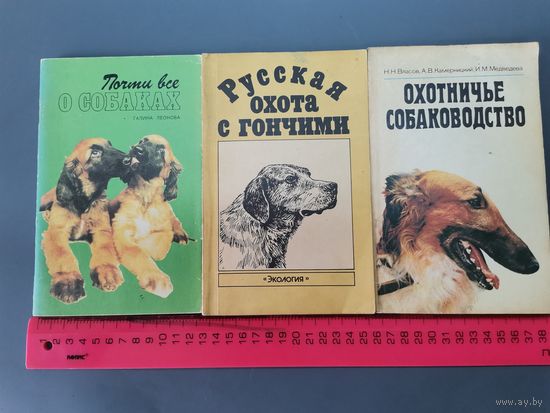 Почти все
О СОБАКАХ
ГАЛИНА ЛЕОНОВА
Русская
охота
с гончими
«Экология»
Н.Н.Власов, А.В.Камерницкий, И.М.Медведева
ОХОТНИЧЬЕ
СОБАКОВОДСТВО
1 2 3 4 5 6 7 8 9 10 11 12 13 14 15 16 17 18 19 20 21 22 23 24 25 26 27 28 29 30 31 32 33 34 35 36 37 38
www.ay.by